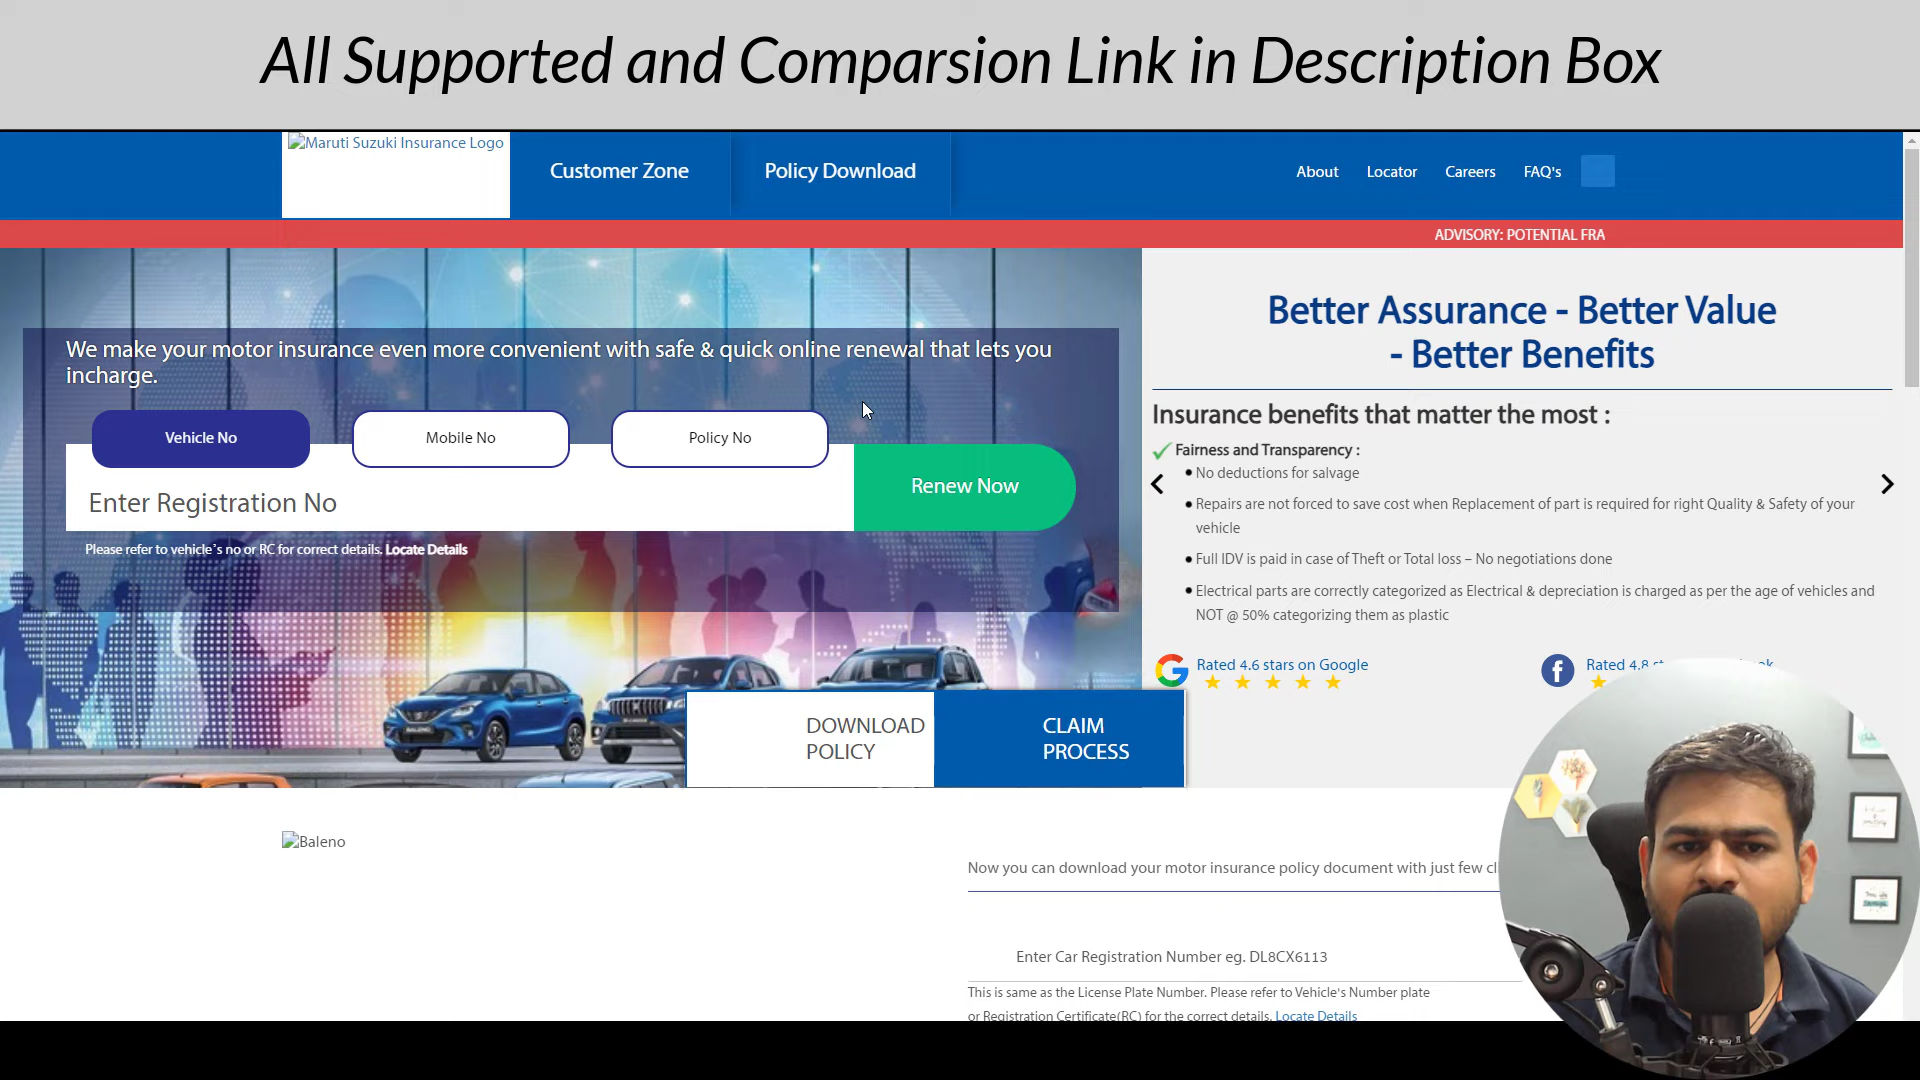 All Supported and Comparsion Link in Description Box
Maruti Suzuki Insurance Logo
Customer Zone
Policy Download
About
Locator
Careers
FAQ's
ADVISORY: POTENTIAL FRA
We make your motor insurance even more convenient with safe & quick online renewal that lets you
incharge.
Vehicle No
Mobile No
Policy No
Enter Registration No
Renew Now
Please refer to vehicle's no or RC for correct details. Locate Details
Better Assurance - Better Value
- Better Benefits
Insurance benefits that matter the most :
Fairness and Transparency :
No deductions for salvage
Repairs are not forced to save cost when Replacement of part is required for right Quality & Safety of your
vehicle
Full IDV is paid in case of Theft or Total loss – No negotiations done
Electrical parts are correctly categorized as Electrical & depreciation is charged as per the age of vehicles and
NOT @ 50% categorizing them as plastic
Rated 4.6 stars on Google
Rated 4.8
DOWNLOAD
POLICY
CLAIM
PROCESS
Baleno
Now you can download your motor insurance policy document with just few
Enter Car Registration Number eg. DL8CX6113
This is same as the License Plate Number. Please refer to Vehicle's Number plate
or Registration Certificate(RC) for the correct details. Locate Details